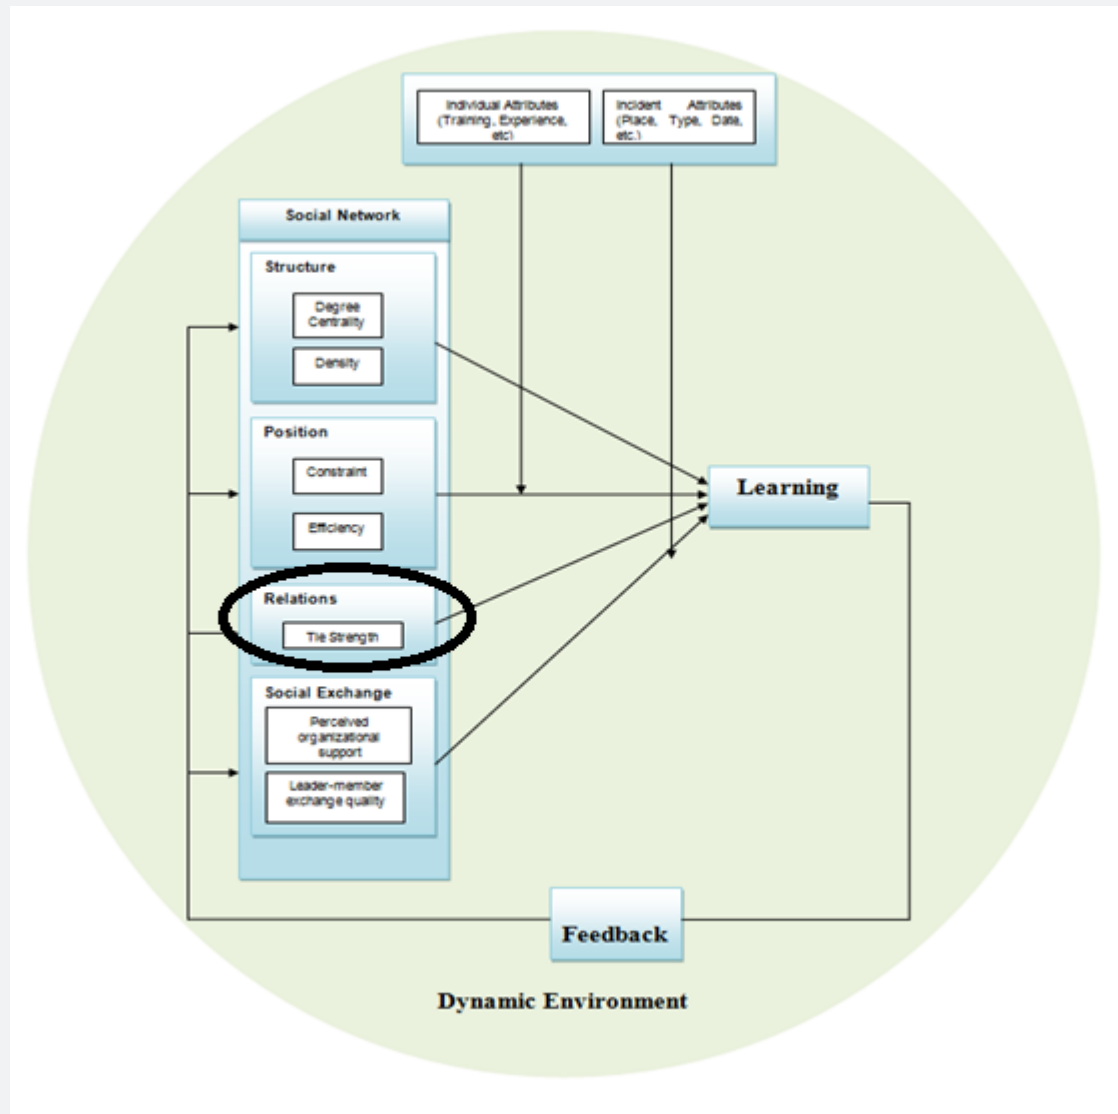 Individual Attributes
(Training, Experience,
etc)
Incident Attributes
(Place, Type, Date,
etc.)
Social Network
Structure
Degree
Centrality
Density
Position
Constraint
Efficiency
Relations
Tie Strength
Social Exchange
Perceived
organizational
support
Leader-member
exchange quality
Learning
Feedback
Dynamic Environment